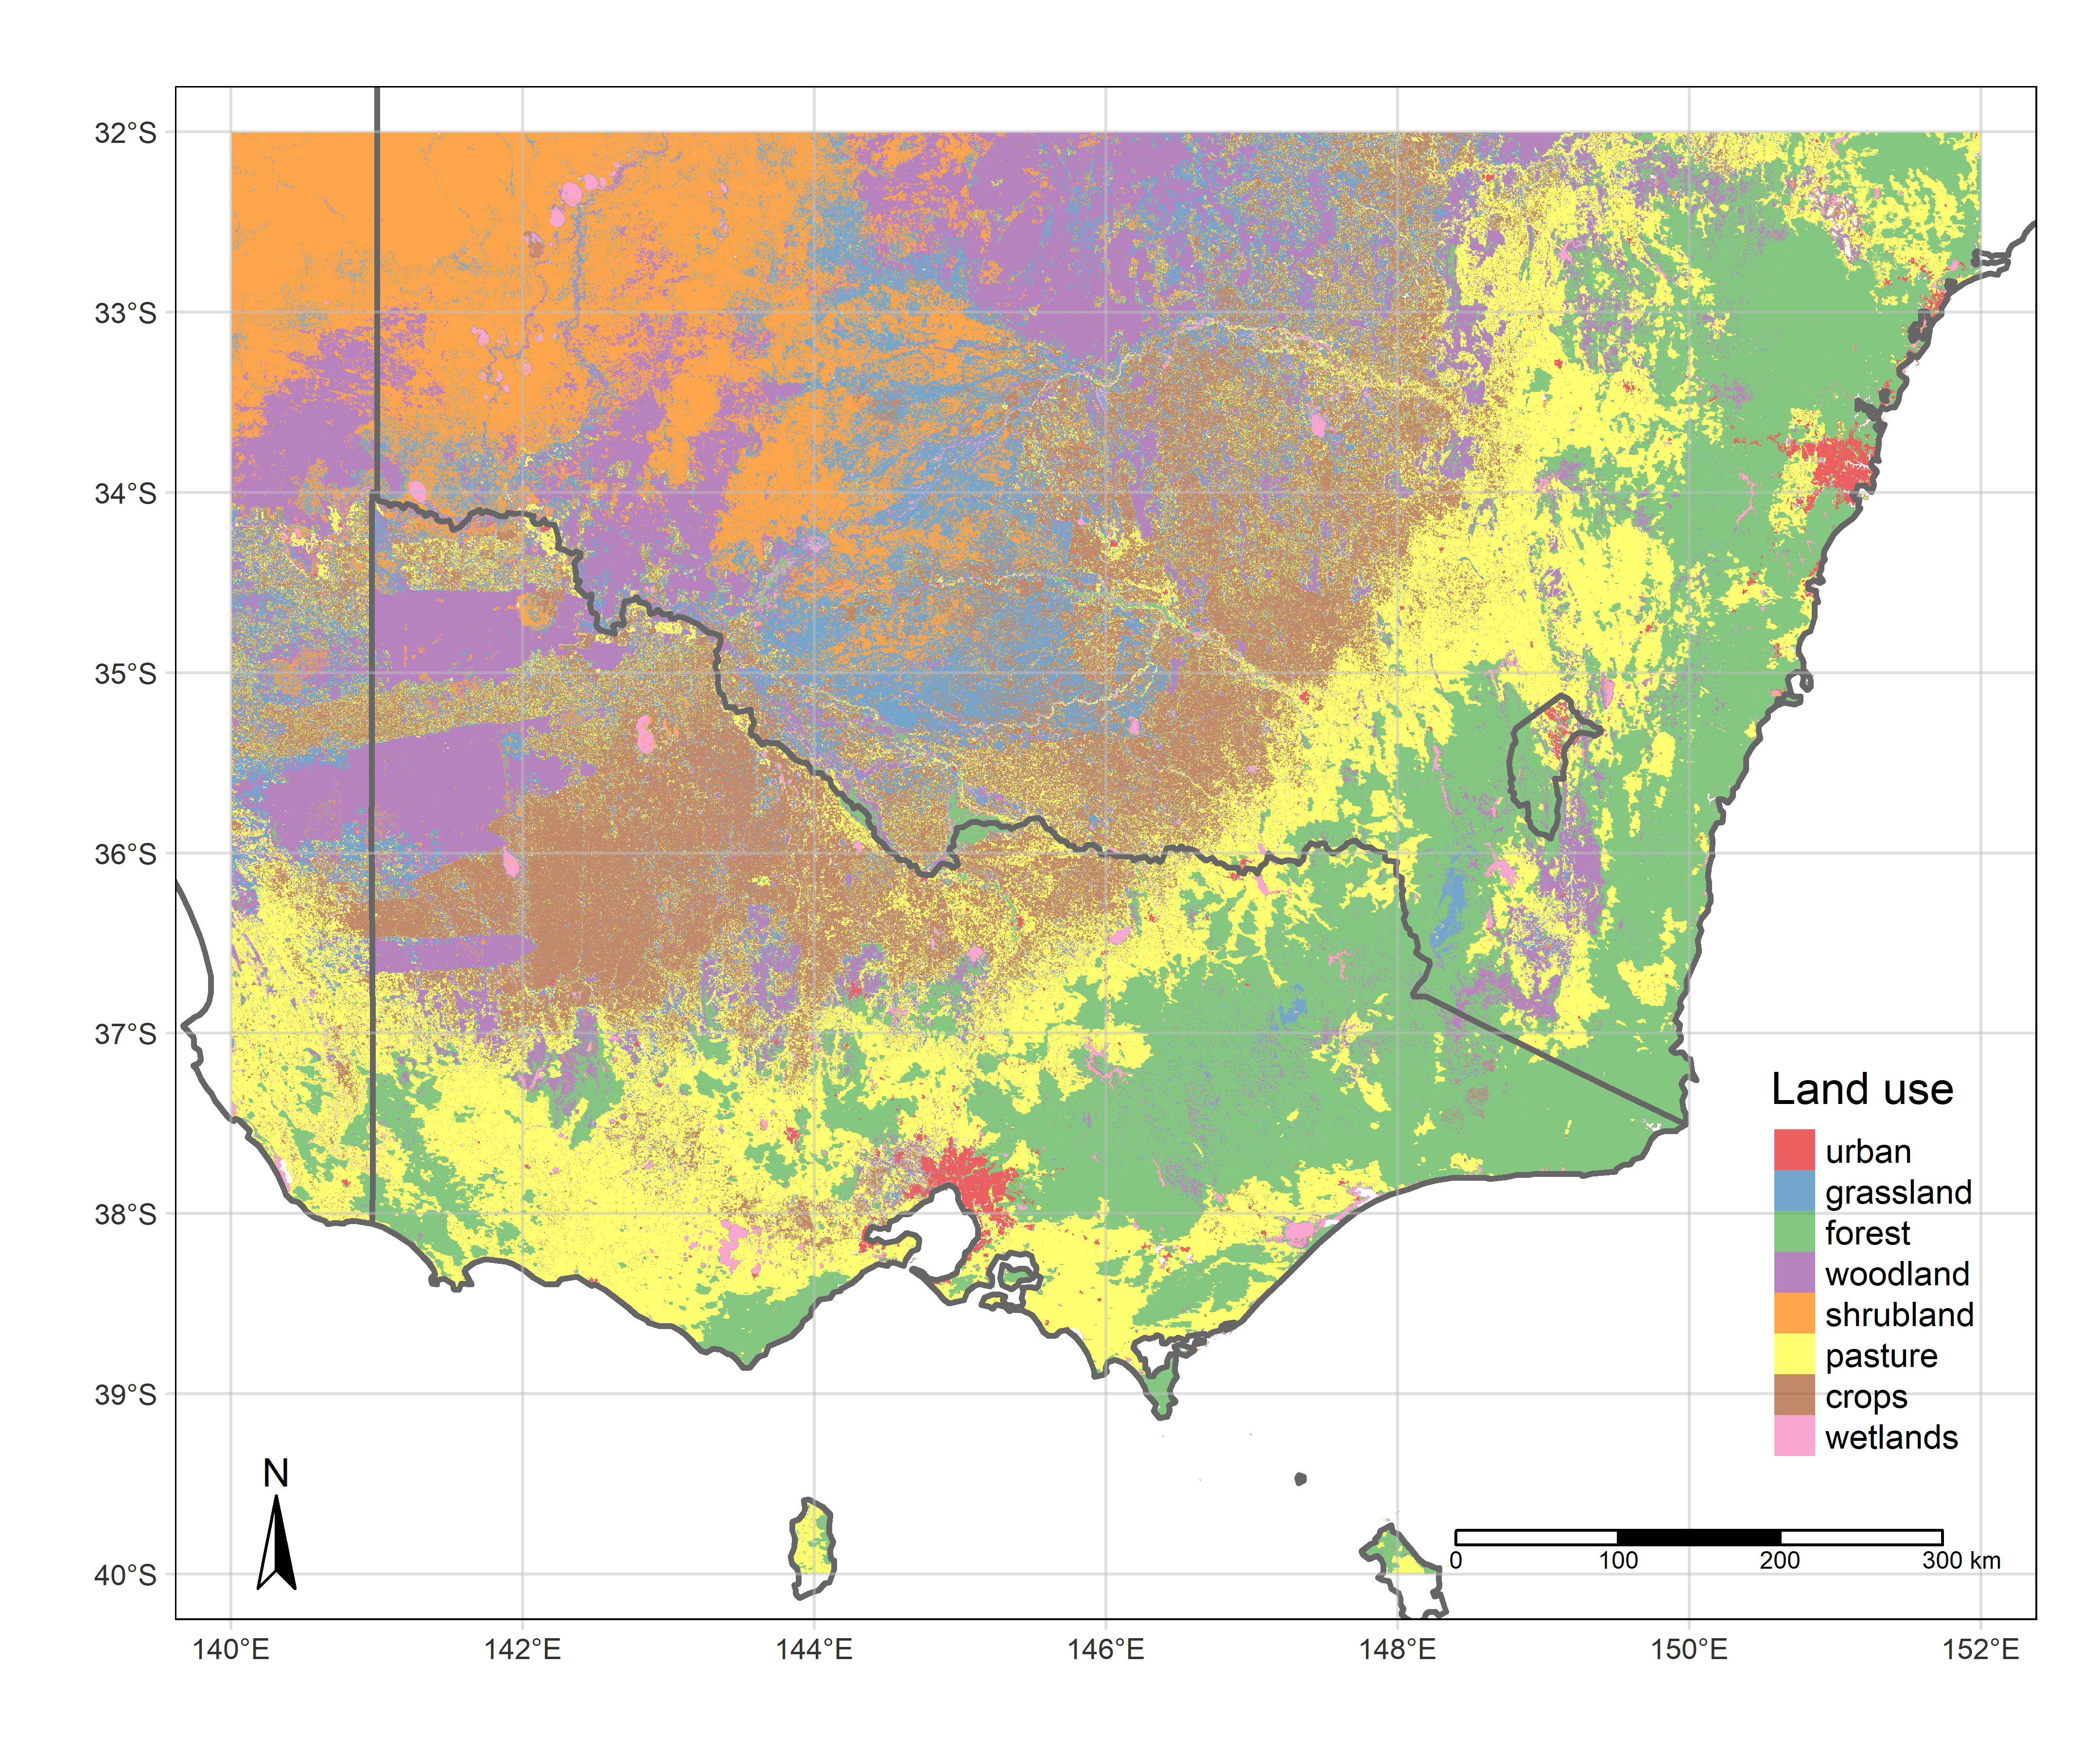 32°S
33°S
34°S
35°S
36°S
37°S
38°S
39°S
40°S
Land use
urban
grassland
forest
woodland
shrubland
pasture
crops
wetlands
N
0 100 200 300 km
140°E 142°E 144°E 146°E 148°E 150°E 152°E